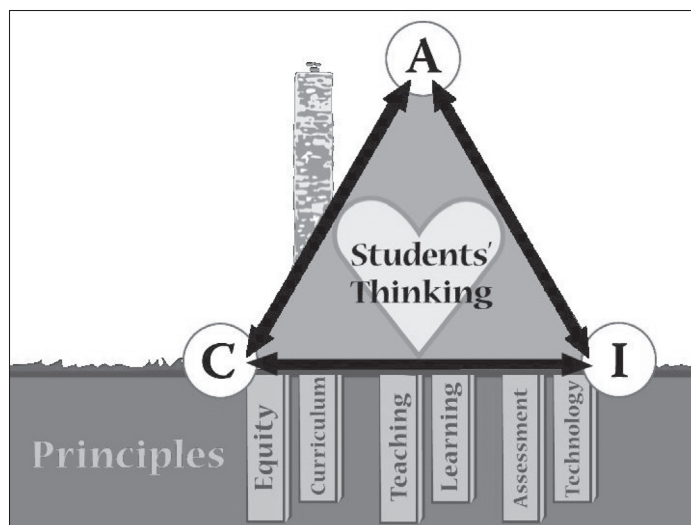 A
Students'
Thinking
C
I
Principles
Equity
Curriculum
Teaching
Learning
Assessment
Technology